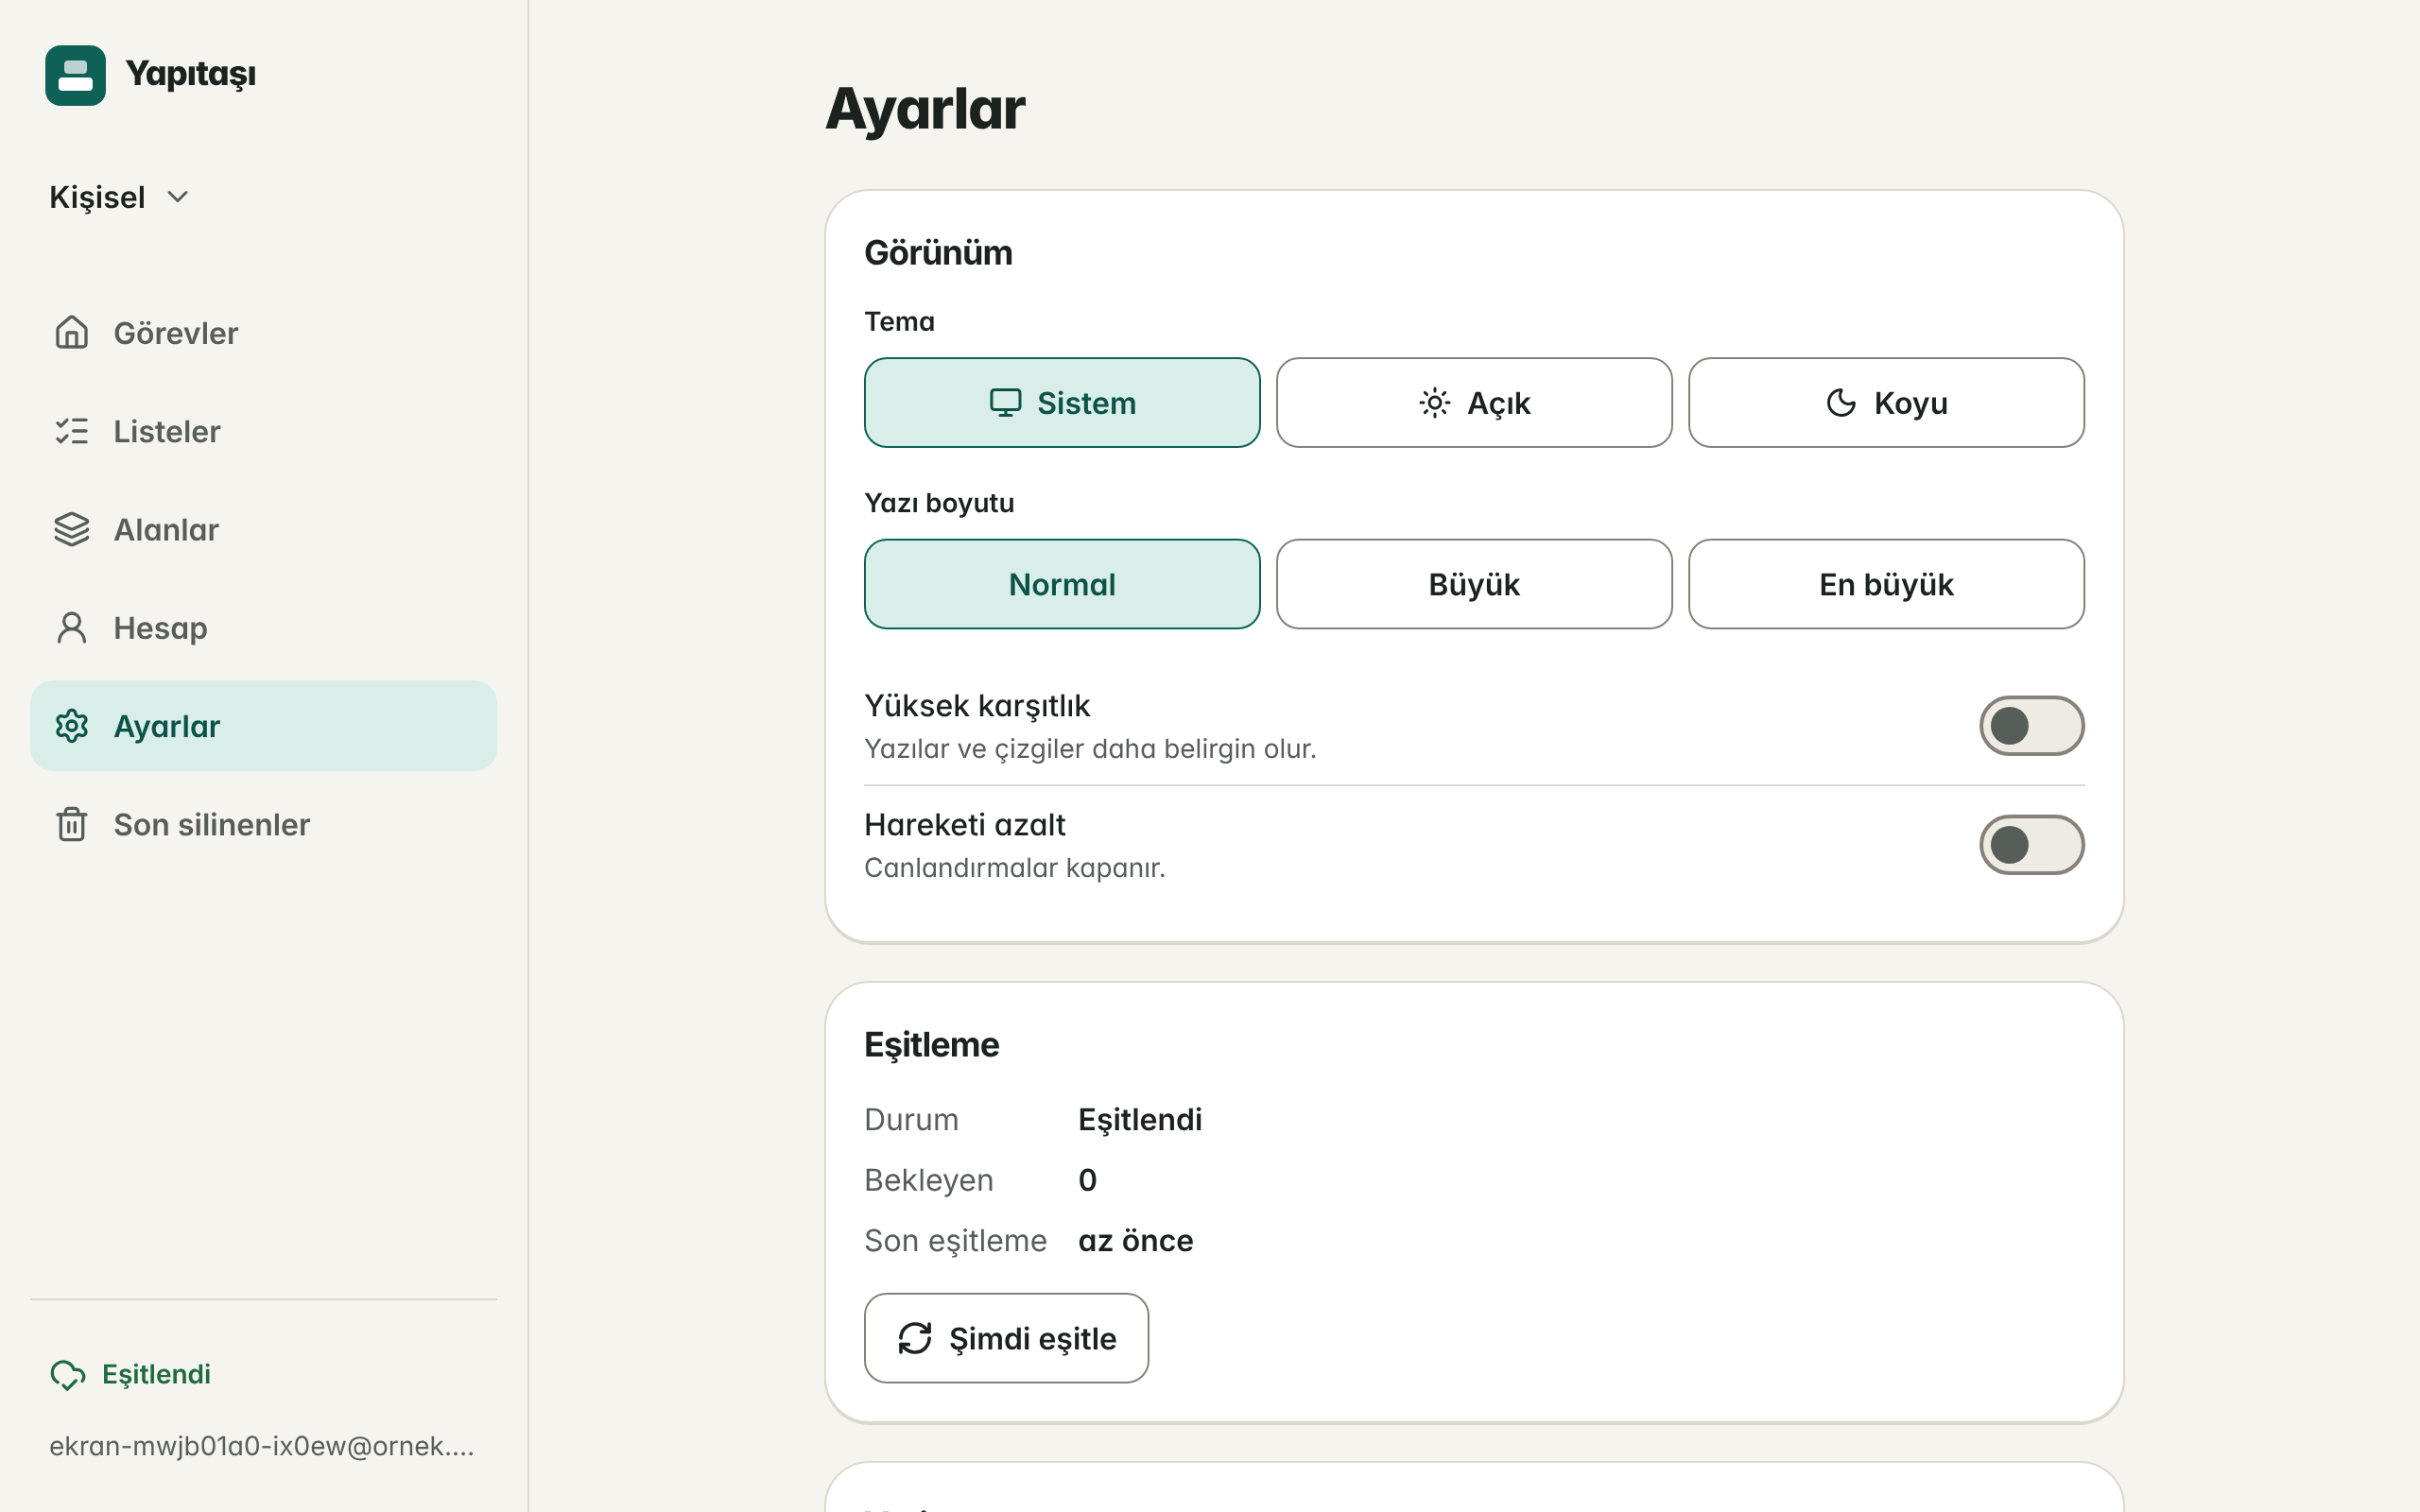 Yapıtaşı
Kişisel
Görevler
Listeler
Alanlar
Hesap
Ayarlar
Son silinenler
Eşitlendi
ekran-mwjb01a0-ix0ew@ornek....
Ayarlar
Görünüm
Tema
Sistem
Açık
Koyu
Yazı boyutu
Normal
Büyük
En büyük
Yüksek karşıtlık
Yazılar ve çizgiler daha belirgin olur.
Hareketi azalt
Canlandırmalar kapanır.
Eşitleme
Durum Eşitlendi
Bekleyen 0
Son eşitleme az önce
Şimdi eşitle